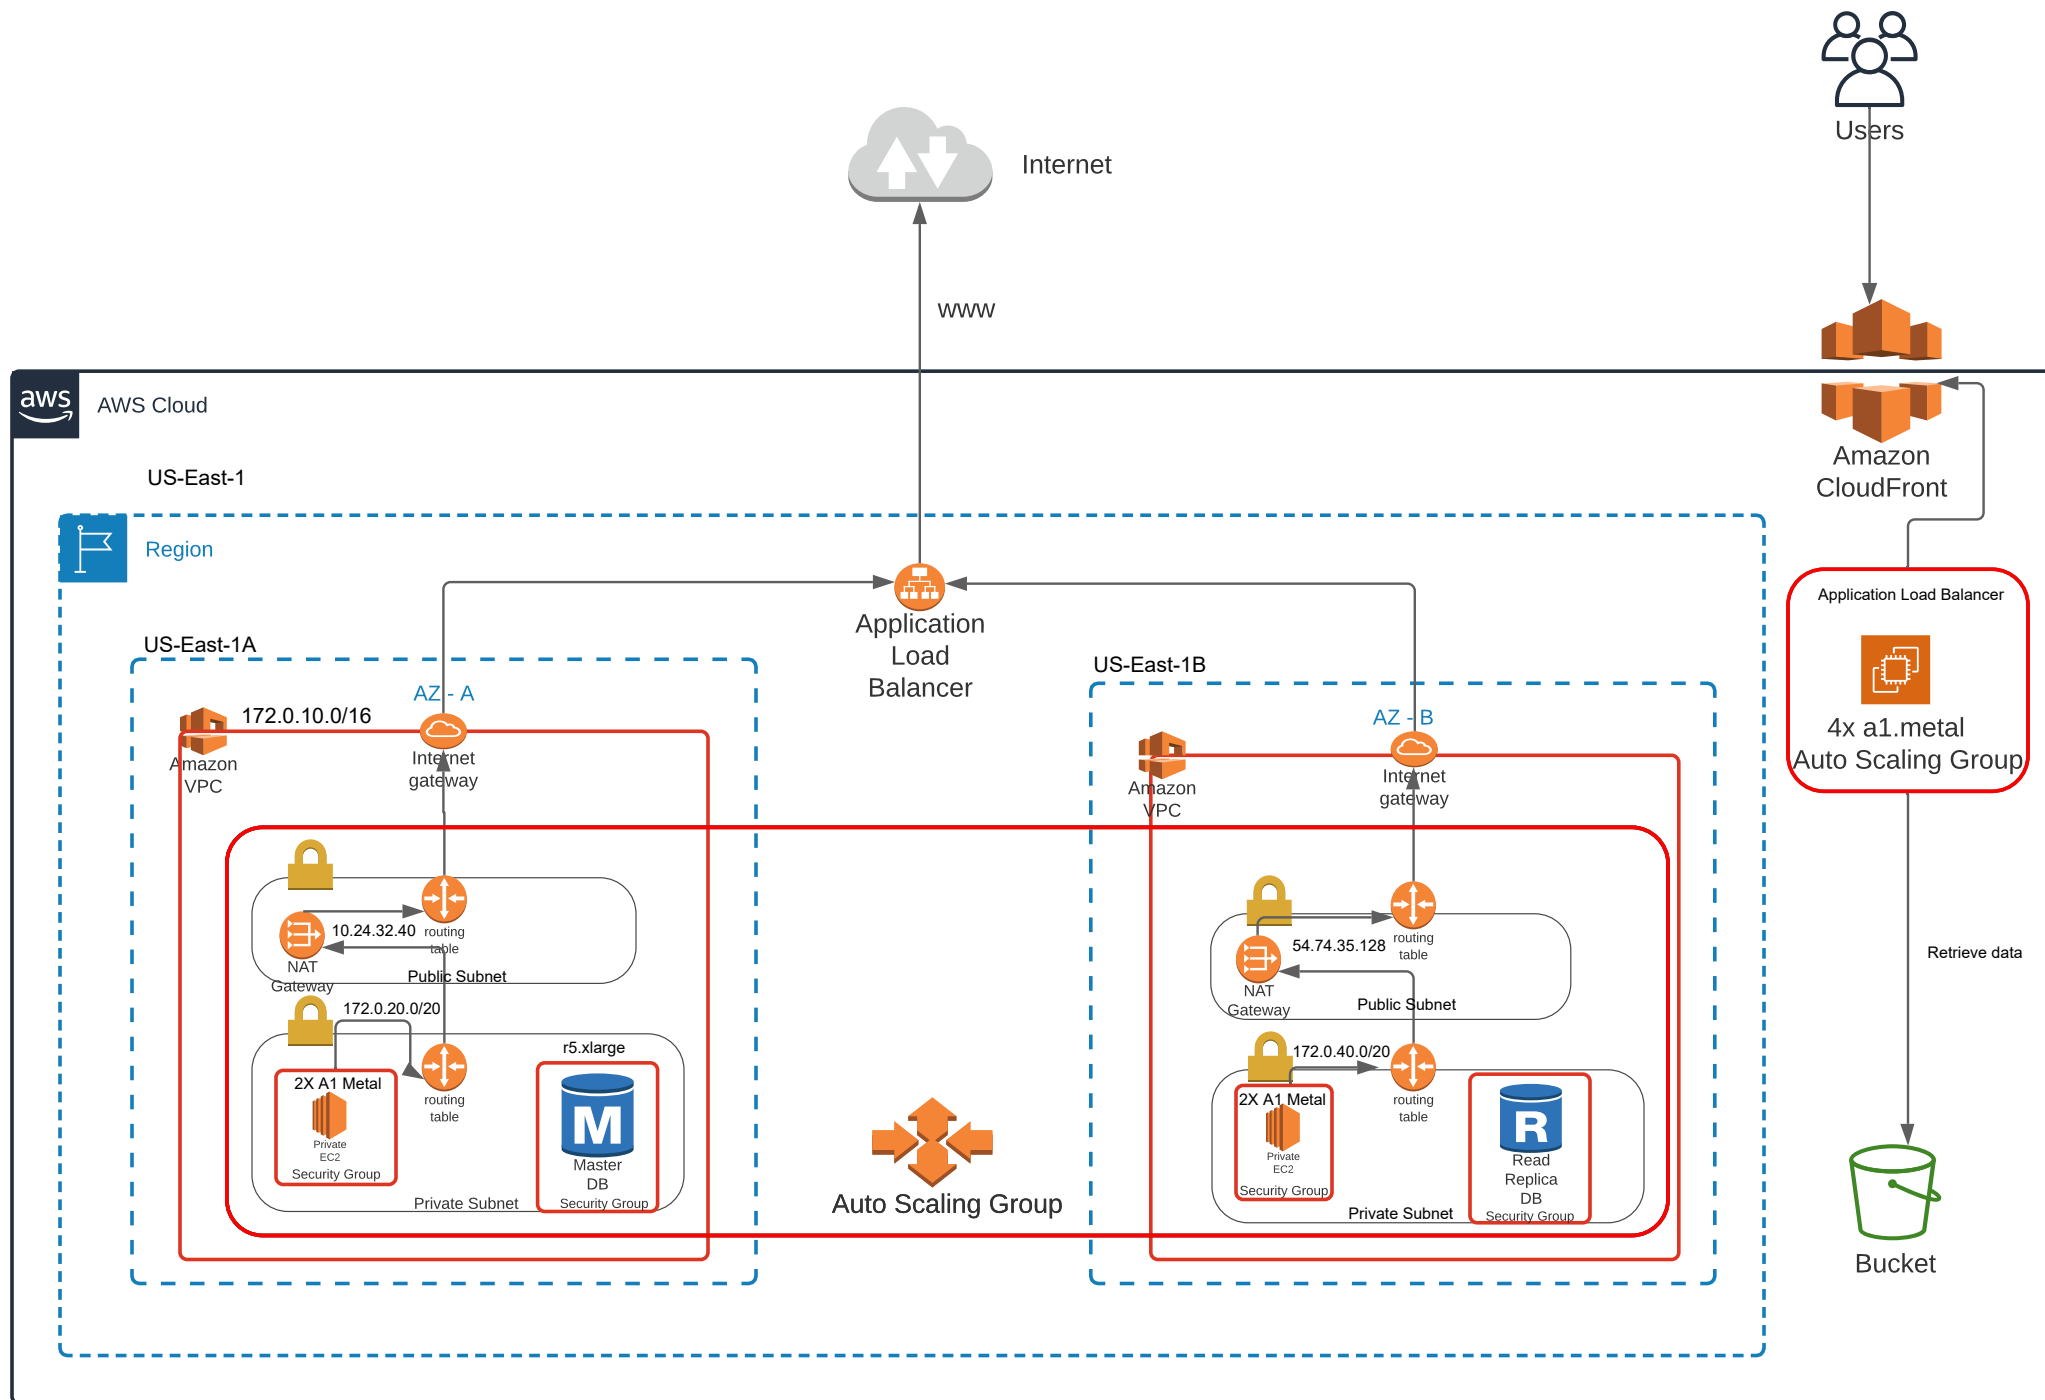 Users
Internet
www
aws
AWS Cloud
Amazon
CloudFront
US-East-1
Region
Application
Load
Balancer
US-East-1A
AZ - A
172.0.10.0/16
Amazon
VPC
Internet
gateway
10.24.32.40
routing
table
NAT
Gateway
Public Subnet
172.0.20.0/20
r5.xlarge
2X A1 Metal
Private
EC2
Security Group
routing
table
M
Master
DB
Security Group
Private Subnet
Auto Scaling Group
US-East-1B
AZ - B
Amazon
VPC
Internet
gateway
54.74.35.128
routing
table
NAT
Gateway
Public Subnet
172.0.40.0/20
2X A1 Metal
Private
EC2
Security Group
routing
table
R
Read
Replica
DB
Security Group
Private Subnet
Application Load Balancer
4x a1.metal
Auto Scaling Group
Retrieve data
Bucket